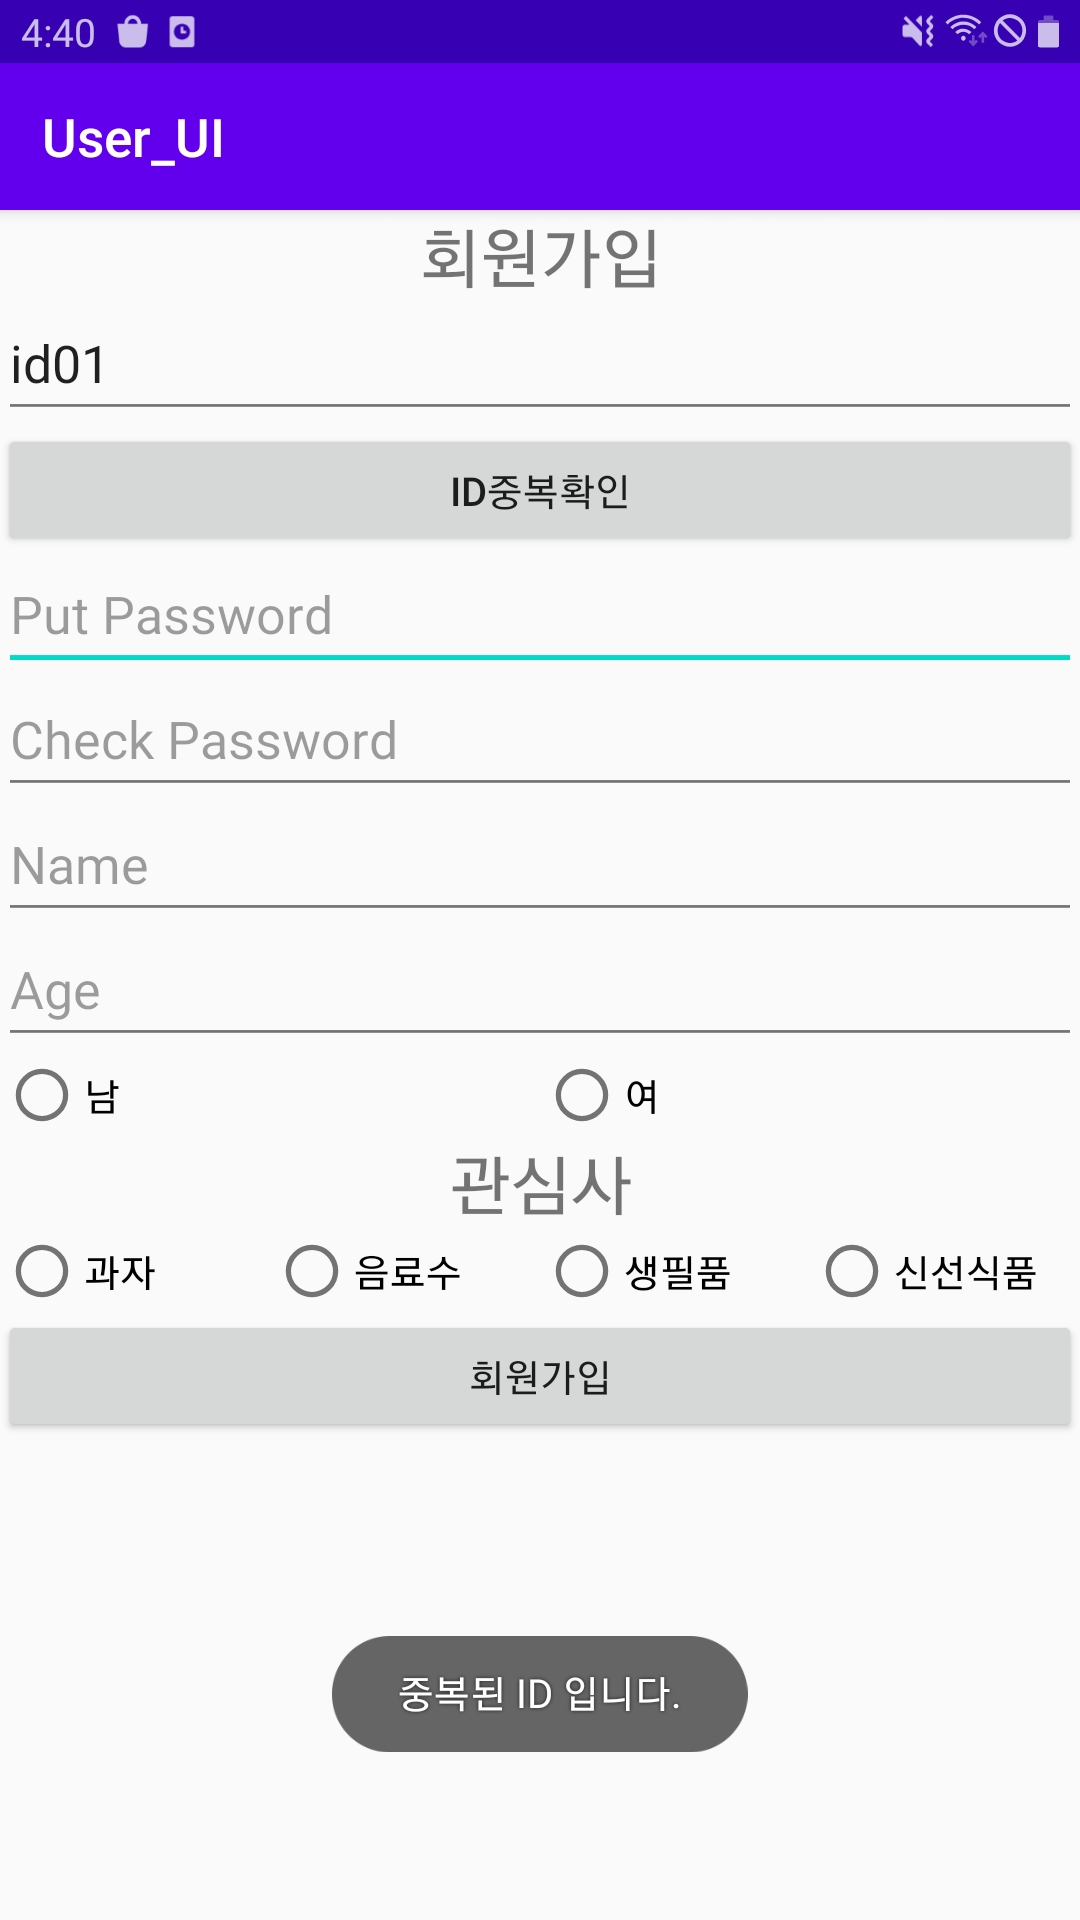 4:40
User_UI
회원가입
id01
ID중복확인
Put Password
Check Password
Name
Age
남 여
관심사
과자 음료수 생필품 신선식품
회원가입
중복된 ID 입니다.